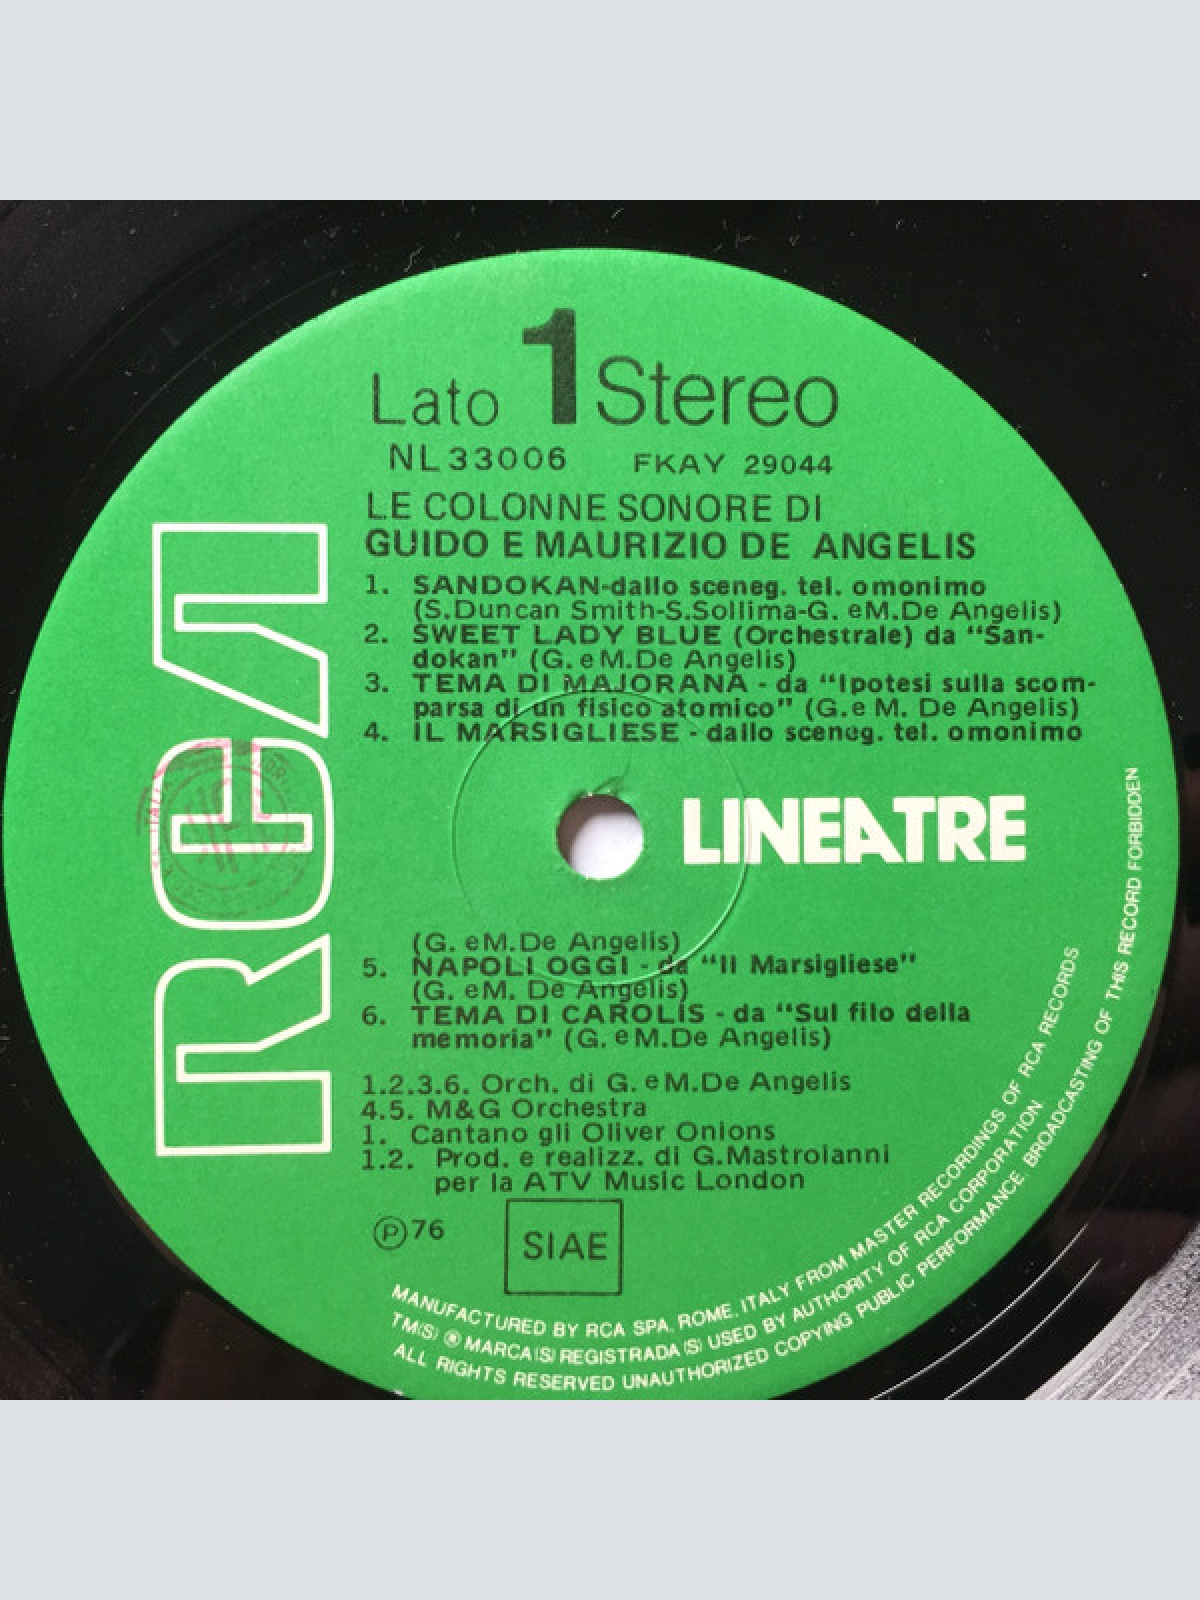 Lato 1 Stereo
NL 33006 FKAY 29044
LE COLONNE SONORE DI
GUIDO E MAURIZIO DE ANGELIS
1. SANDOKAN-dallo sceneg. tel. omonimo
(S.Duncan Smith-S.Sollima-G. eM.De Angelis)
2. SWEET LADY BLUE (Orchestrale) da "San-
dokan" (G. eM.De Angelis)
3. TEMA DI MAJORANA - da "Ipotesi sulla scom-
parsa di un fisico atomico" (G.e M. De Angelis)
4. IL MARSIGLIESE - dallo sceneg. tel. omonimo
RCA
LINEATRE
(G. eM.De Angelis)
5. NAPOLI OGGI - da "Il Marsigliese"
(G. eM. De Angelis)
6. TEMA DI CAROLIS - da "Sul filo della
memoria" (G. eM.De Angelis)
1.2.3.6. Orch. di G. eM.De Angelis
4.5. M&G Orchestra
1. Cantano gli Oliver Onions
1.2. Prod. e realizz. di G.Mastroianni
per la ATV Music London
Ⓟ76 SIAE
MANUFACTURED BY RCA SPA. ROME. ITALY FROM MASTER RECORDINGS OF RCA RECORDS
TM(S) ® MARCA(S) REGISTRADA(S) USED BY AUTHORITY OF RCA CORPORATION
ALL RIGHTS RESERVED UNAUTHORIZED COPYING PUBLIC PERFORMANCE. BROADCASTING OF THIS RECORD FORBIDDEN